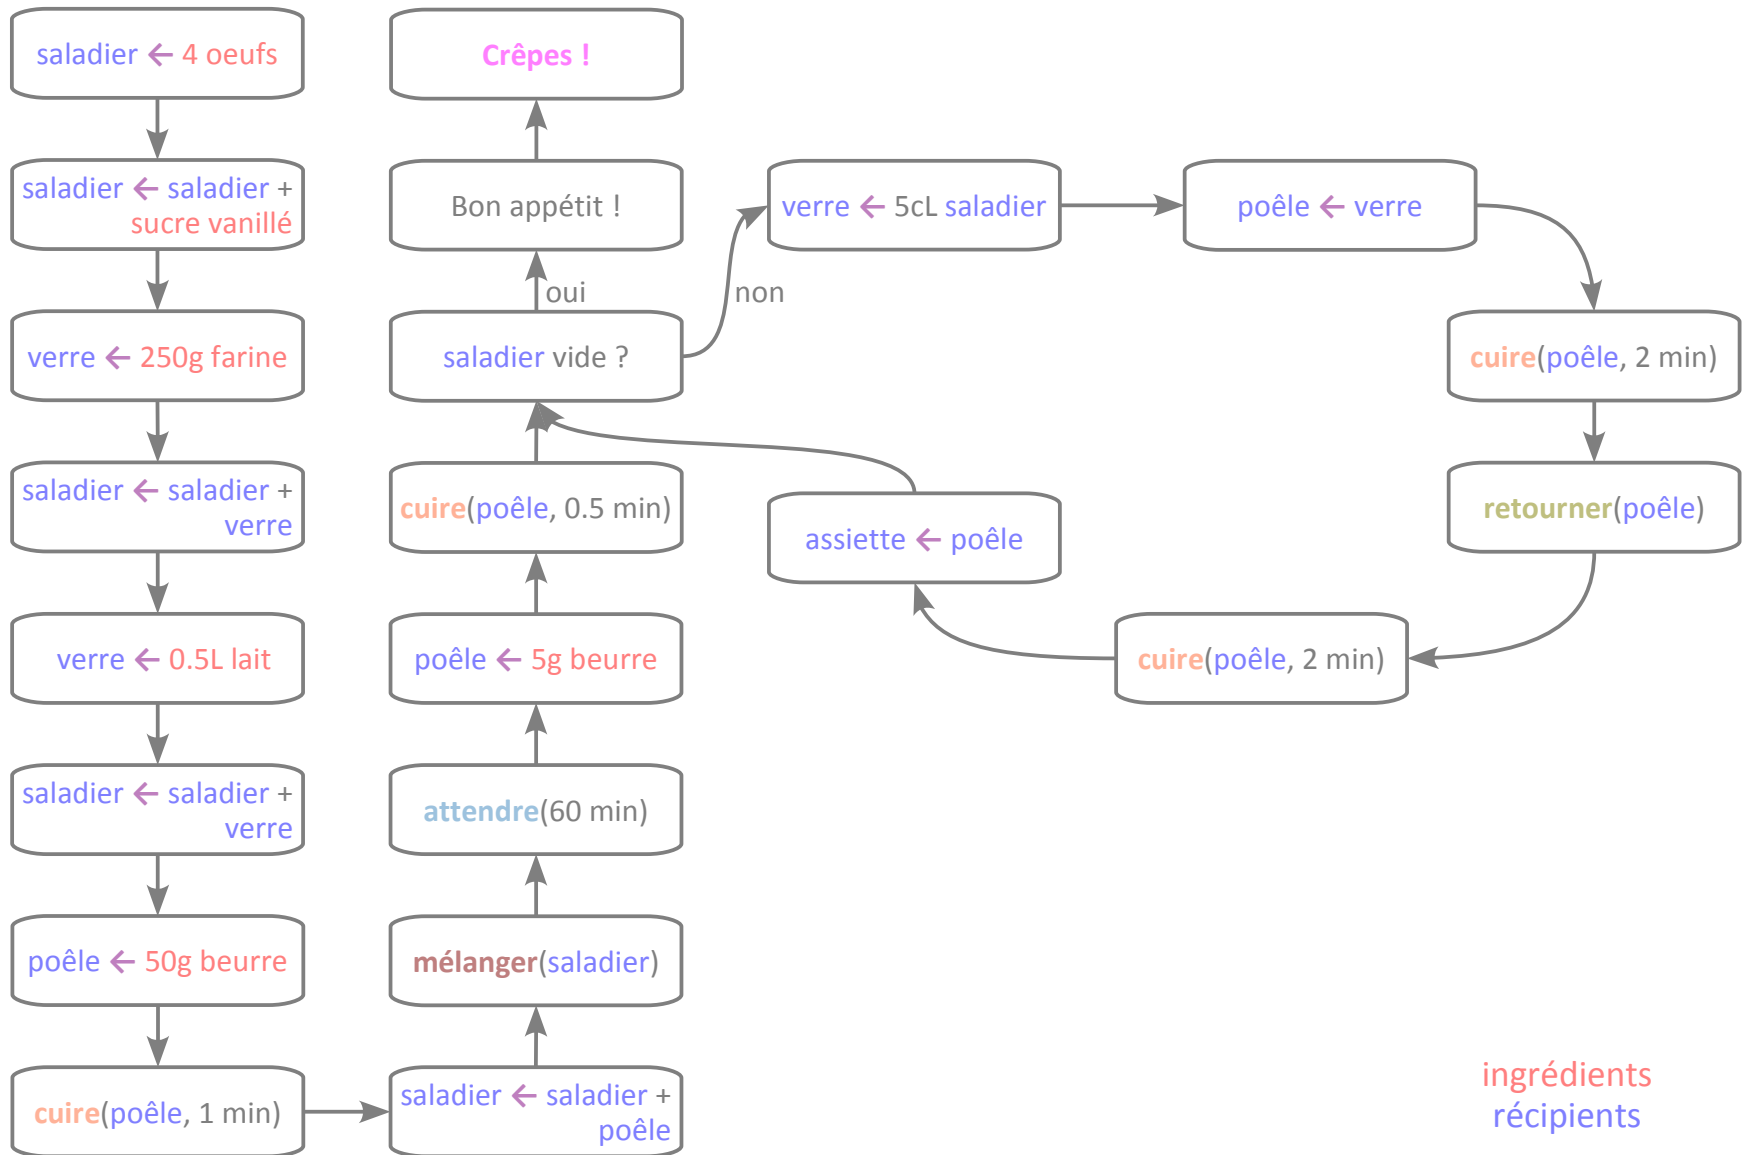 saladier ← 4 oeufs
saladier ← saladier +
sucre vanillé
verre ← 250g farine
saladier ← saladier +
verre
verre ← 0.5L lait
saladier ← saladier +
verre
poêle ← 50g beurre
cuire(poêle, 1 min)
saladier ← saladier +
poêle
mélanger(saladier)
attendre(60 min)
poêle ← 5g beurre
cuire(poêle, 0.5 min)
saladier vide ?
oui
Bon appétit !
Crêpes !
non
verre ← 5cL saladier
poêle ← verre
cuire(poêle, 2 min)
retourner(poêle)
cuire(poêle, 2 min)
assiette ← poêle
ingrédients
récipients